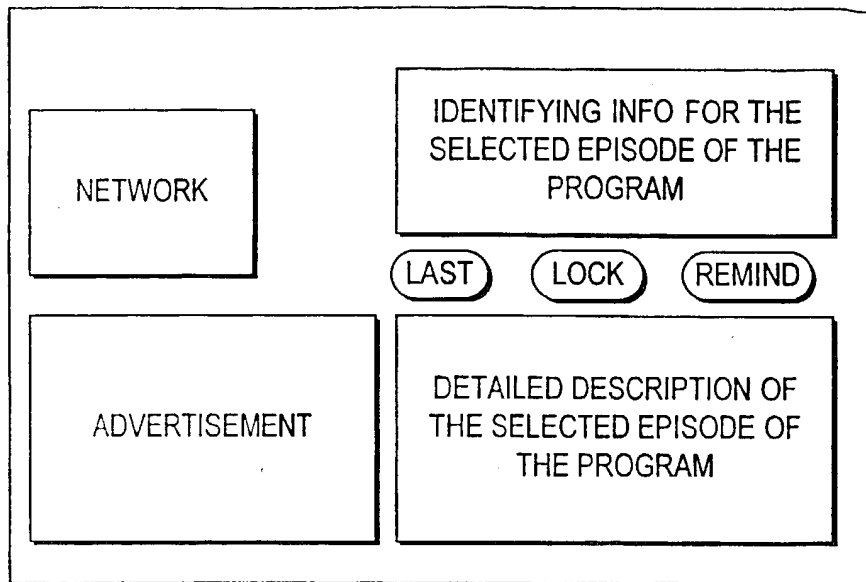 NETWORK
IDENTIFYING INFO FOR THE
SELECTED EPISODE OF THE
PROGRAM
LAST
LOCK
REMIND
ADVERTISEMENT
DETAILED DESCRIPTION OF
THE SELECTED EPISODE OF
THE PROGRAM